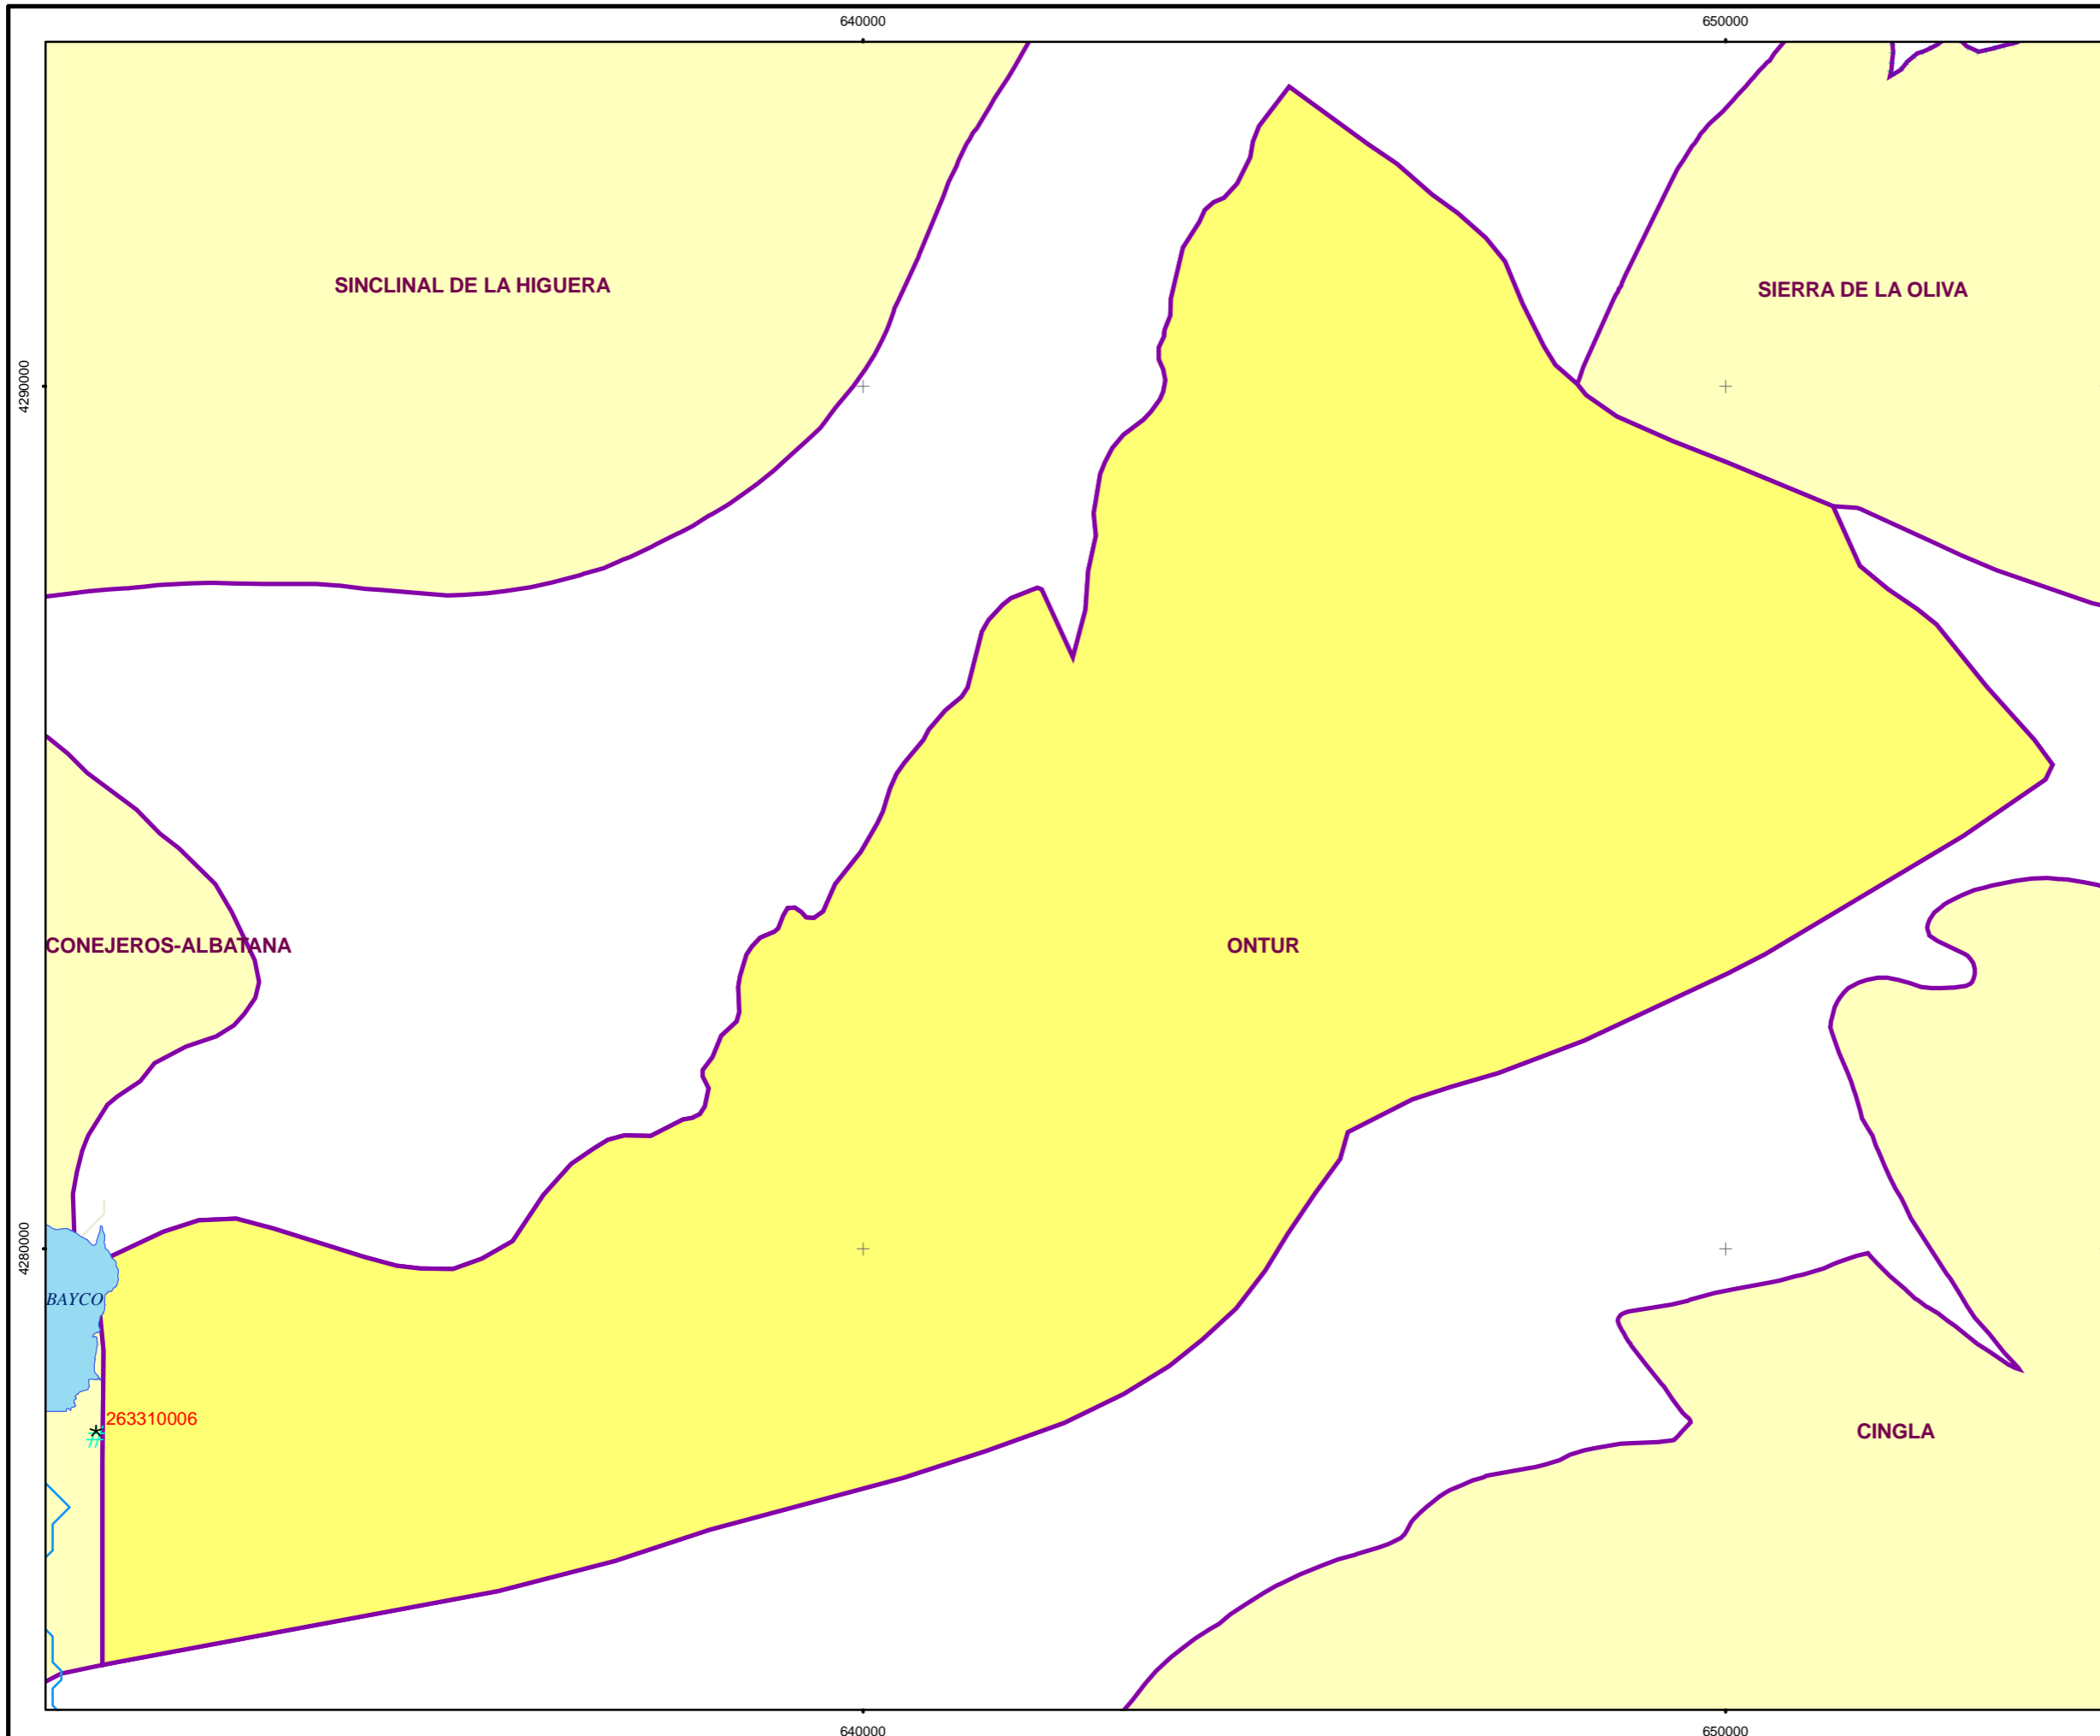 640000
650000
SINCLINAL DE LA HIGUERA
SIERRA DE LA OLIVA
4290000
CONEJEROS-ALBATANA
ONTUR
4280000
BAYCO
263310006
CINGLA
640000
650000